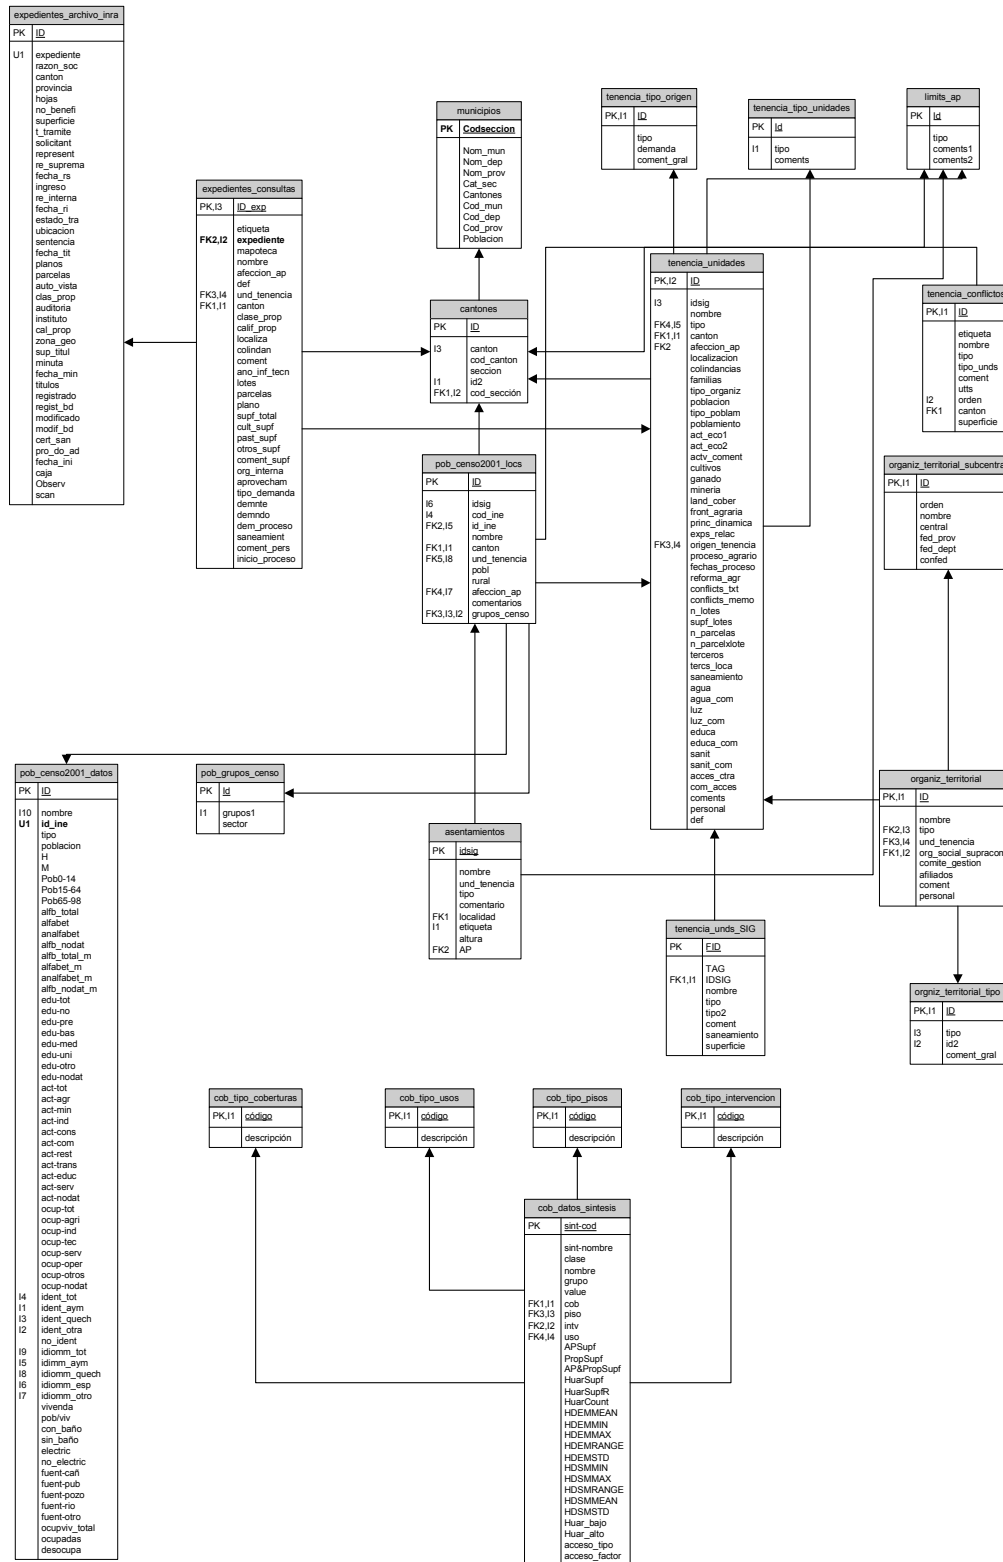 expedientes_archivo_inra
PK ID
U1 expediente
razon_soc
canton
provincia
hojas
no_benefi
superficie
t_tramite
solicitant
represent
re_suprema
fecha_rs
ingreso
re_interna
fecha_ri
estado_tra
ubicacion
sentencia
fecha_tit
planos
parcelas
auto_vista
clas_prop
auditoria
instituto
cal_prop
zona_geo
sup_titul
minuta
fecha_min
titulos
registrado
regist_bd
modificado
modif_bd
cert_san
pro_do_ad
fecha_ini
caja
Observ
scan
expedientes_consultas
PK,I3 ID_exp
etiqueta
FK2,I2 expediente
mapoteca
nombre
afeccion_ap
def
FK3,I4 und_tenencia
FK1,I1 canton
clase_prop
calif_prop
localiza
colindan
coment
ano_inf_tecn
lotes
parcelas
plano
supf_total
cult_supf
past_supf
otros_supf
coment_supf
org_interna
aprovecham
tipo_demanda
demnte
demndo
dem_proceso
saneamient
coment_pers
inicio_proceso
municipios
PK Codseccion
Nom_mun
Nom_dep
Nom_prov
Cat_sec
Cantones
Cod_mun
Cod_dep
Cod_prov
Poblacion
cantones
PK ID
I3 canton
cod_canton
seccion
I1 id2
FK1,I2 cod_sección
pob_censo2001_locs
PK ID
I6 idsig
I4 cod_ine
FK2,I5 id_ine
nombre
FK1,I1 canton
FK5,I8 und_tenencia
pobl
rural
FK4,I7 afeccion_ap
comentarios
FK3,I3,I2 grupos_censo
tenencia_tipo_origen
PK,I1 ID
tipo
demanda
coment_gral
tenencia_tipo_unidades
PK Id
I1 tipo
coments
limits_ap
PK Id
tipo
coments1
coments2
tenencia_unidades
PK,I2 ID
I3 idsig
nombre
FK4,I5 tipo
FK1,I1 canton
FK2 afeccion_ap
localizacion
colindancias
familias
tipo_organiz
poblacion
tipo_poblam
poblamiento
act_eco1
act_eco2
actv_coment
cultivos
ganado
mineria
land_cober
front_agraria
princ_dinamica
exps_relac
FK3,I4 origen_tenencia
proceso_agrario
fechas_proceso
reforma_agr
conflicts_txt
conflicts_memo
n_lotes
supf_lotes
n_parcelas
n_parcelxlote
terceros
tercs_loca
saneamiento
agua
agua_com
luz
luz_com
educa
educa_com
sanit
sanit_com
acces_ctra
com_acces
coments
personal
def
tenencia_conflictos
PK,I1 ID
etiqueta
nombre
tipo
tipo_unds
coment
utts
I2 orden
FK1 canton
superficie
organiz_territorial_subcentra
PK,I1 ID
orden
nombre
central
fed_prov
fed_dept
confed
organiz_territorial
PK,I1 ID
nombre
FK2,I3 tipo
FK3,I4 und_tenencia
FK1,I2 org_social_supracon
comite_gestion
afiliados
coment
personal
orgniz_territorial_tipo
PK,I1 ID
I3 tipo
I2 id2
coment_gral
pob_censo2001_datos
PK ID
I10 nombre
U1 id_ine
tipo
poblacion
H
M
Pob0-14
Pob15-64
Pob65-98
alfb_total
alfabet
analfabet
alfb_nodat
alfb_total_m
alfabet_m
analfabet_m
alfb_nodat_m
edu-tot
edu-no
edu-pre
edu-bas
edu-med
edu-uni
edu-otro
edu-nodat
act-tot
act-agr
act-min
act-ind
act-cons
act-com
act-rest
act-trans
act-educ
act-serv
act-nodat
ocup-tot
ocup-agri
ocup-ind
ocup-tec
ocup-serv
ocup-oper
ocup-otros
ocup-nodat
I4 ident_tot
I1 ident_aym
I3 ident_quech
I2 ident_otra
no_ident
I9 idiomm_tot
I5 idimm_aym
I8 idiomm_quech
I6 idiomm_esp
I7 idiomm_otro
vivenda
pob/viv
con_baño
sin_baño
electric
no_electric
fuent-cañ
fuent-pub
fuent-pozo
fuent-rio
fuent-otro
ocupviv_total
ocupadas
desocupa
pob_grupos_censo
PK Id
I1 grupos1
sector
asentamientos
PK idsig
nombre
und_tenencia
tipo
comentario
FK1 localidad
I1 etiqueta
altura
FK2 AP
tenencia_unds_SIG
PK FID
TAG
FK1,I1 IDSIG
nombre
tipo
tipo2
coment
saneamiento
superficie
cob_tipo_coberturas
PK,I1 código
descripción
cob_tipo_usos
PK,I1 código
descripción
cob_tipo_pisos
PK,I1 código
descripción
cob_tipo_intervencion
PK,I1 código
descripción
cob_datos_sintesis
PK sint-cod
sint-nombre
clase
nombre
grupo
value
FK1,I1 cob
FK3,I3 piso
FK2,I2 intv
FK4,I4 uso
APSupf
PropSupf
AP&PropSupf
HuarSupf
HuarSupfR
HuarCount
HDEMMEAN
HDEMMIN
HDEMMAX
HDEMRANGE
HDEMSTD
HDSMMIN
HDSMMAX
HDSMRANGE
HDSMMEAN
HDSMSTD
Huar_bajo
Huar_alto
acceso_tipo
acceso_factor